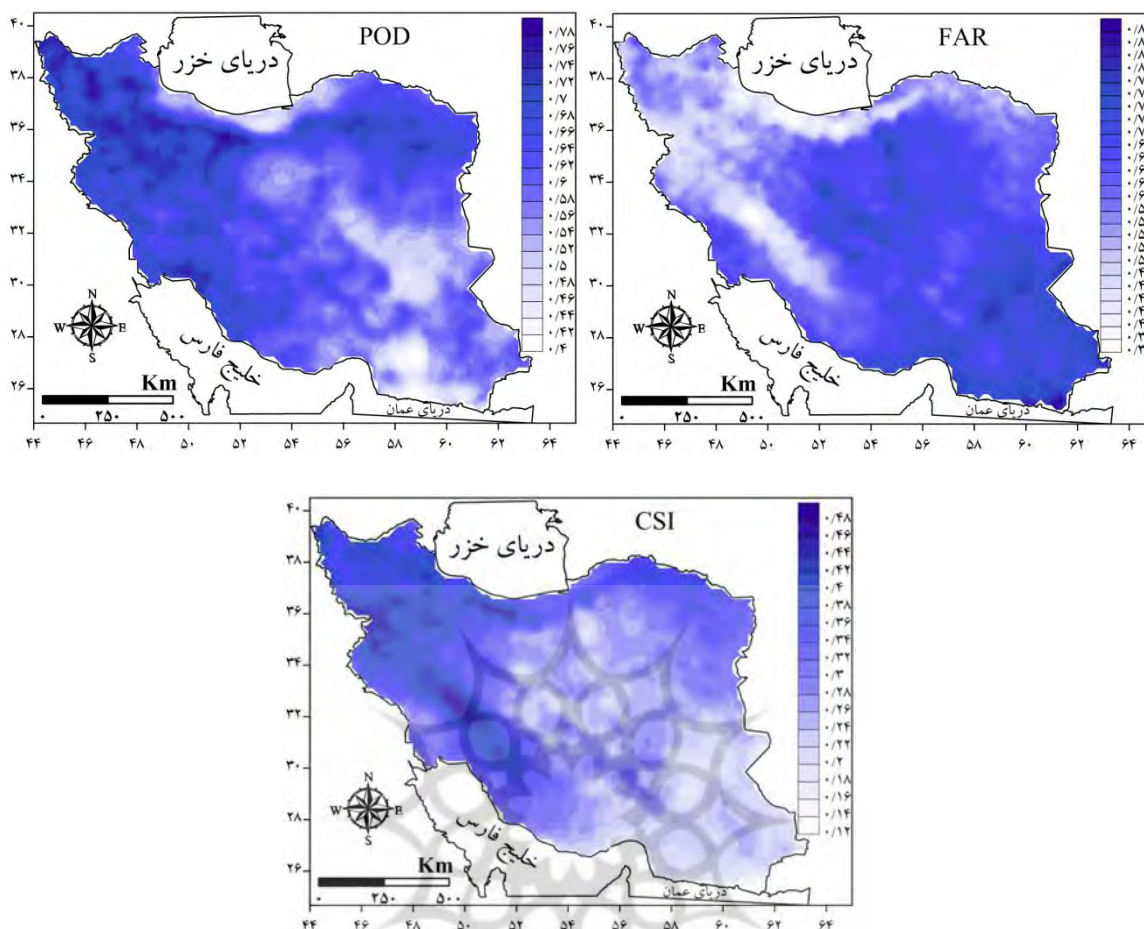 POD
دریای خزر
۴۰
۳۸
۳۶
۳۴
۳۲
۳۰
۲۸
۲۶
۰/۷۸
۰/۷۶
۰/۷۴
۰/۷۲
۰/۷
۰/۶۸
۰/۶۶
۰/۶۴
۰/۶۲
۰/۶
۰/۵۸
۰/۵۶
۰/۵۴
۰/۵۲
۰/۵
۰/۴۸
۰/۴۶
۰/۴۴
۰/۴۲
۰/۴
N
W E
S
خلیج فارس
Km
۰ ۲۵۰ ۵۰۰
دریای عمان
۴۴ ۴۶ ۴۸ ۵۰ ۵۲ ۵۴ ۵۶ ۵۸ ۶۰ ۶۲ ۶۴
FAR
دریای خزر
۴۰
۳۸
۳۶
۳۴
۳۲
۳۰
۲۸
۲۶
N
W E
S
خلیج فارس
Km
۰ ۲۵۰ ۵۰۰
دریای عمان
۴۴ ۴۶ ۴۸ ۵۰ ۵۲ ۵۴ ۵۶ ۵۸ ۶۰ ۶۲ ۶۴
CSI
دریای خزر
۴۰
۳۸
۳۶
۳۴
۳۲
۳۰
۲۸
۲۶
۰/۴۸
۰/۴۶
۰/۴۴
۰/۴۲
۰/۴
۰/۳۸
۰/۳۶
۰/۳۴
۰/۳۲
۰/۳
۰/۲۸
۰/۲۶
۰/۲۴
۰/۲۲
۰/۲
۰/۱۸
۰/۱۶
۰/۱۴
۰/۱۲
N
W E
S
خلیج فارس
Km
۰ ۲۵۰ ۵۰۰
دریای عمان
۴۴ ۴۶ ۴۸ ۵۰ ۵۲ ۵۴ ۵۶ ۵۸ ۶۰ ۶۲ ۶۴